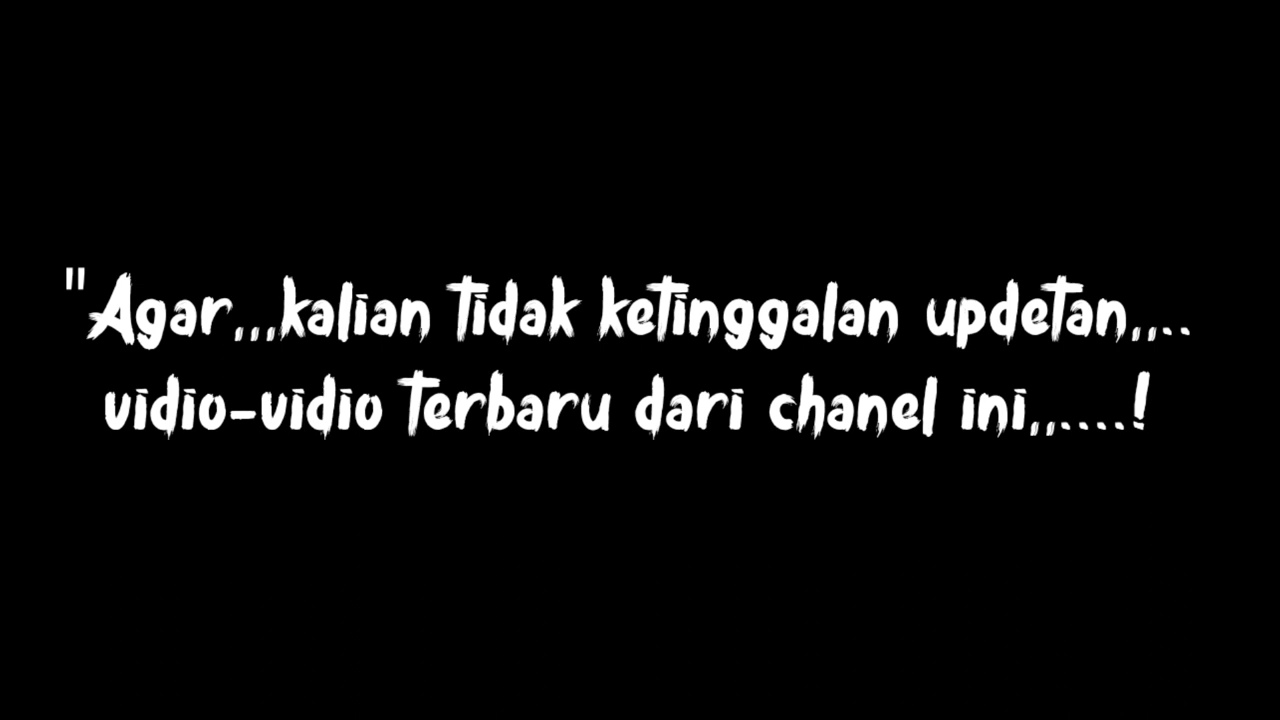 "Agar,,,kalian tidak ketinggalan updetan,,..
vidio-vidio terbaru dari chanel ini,,....!